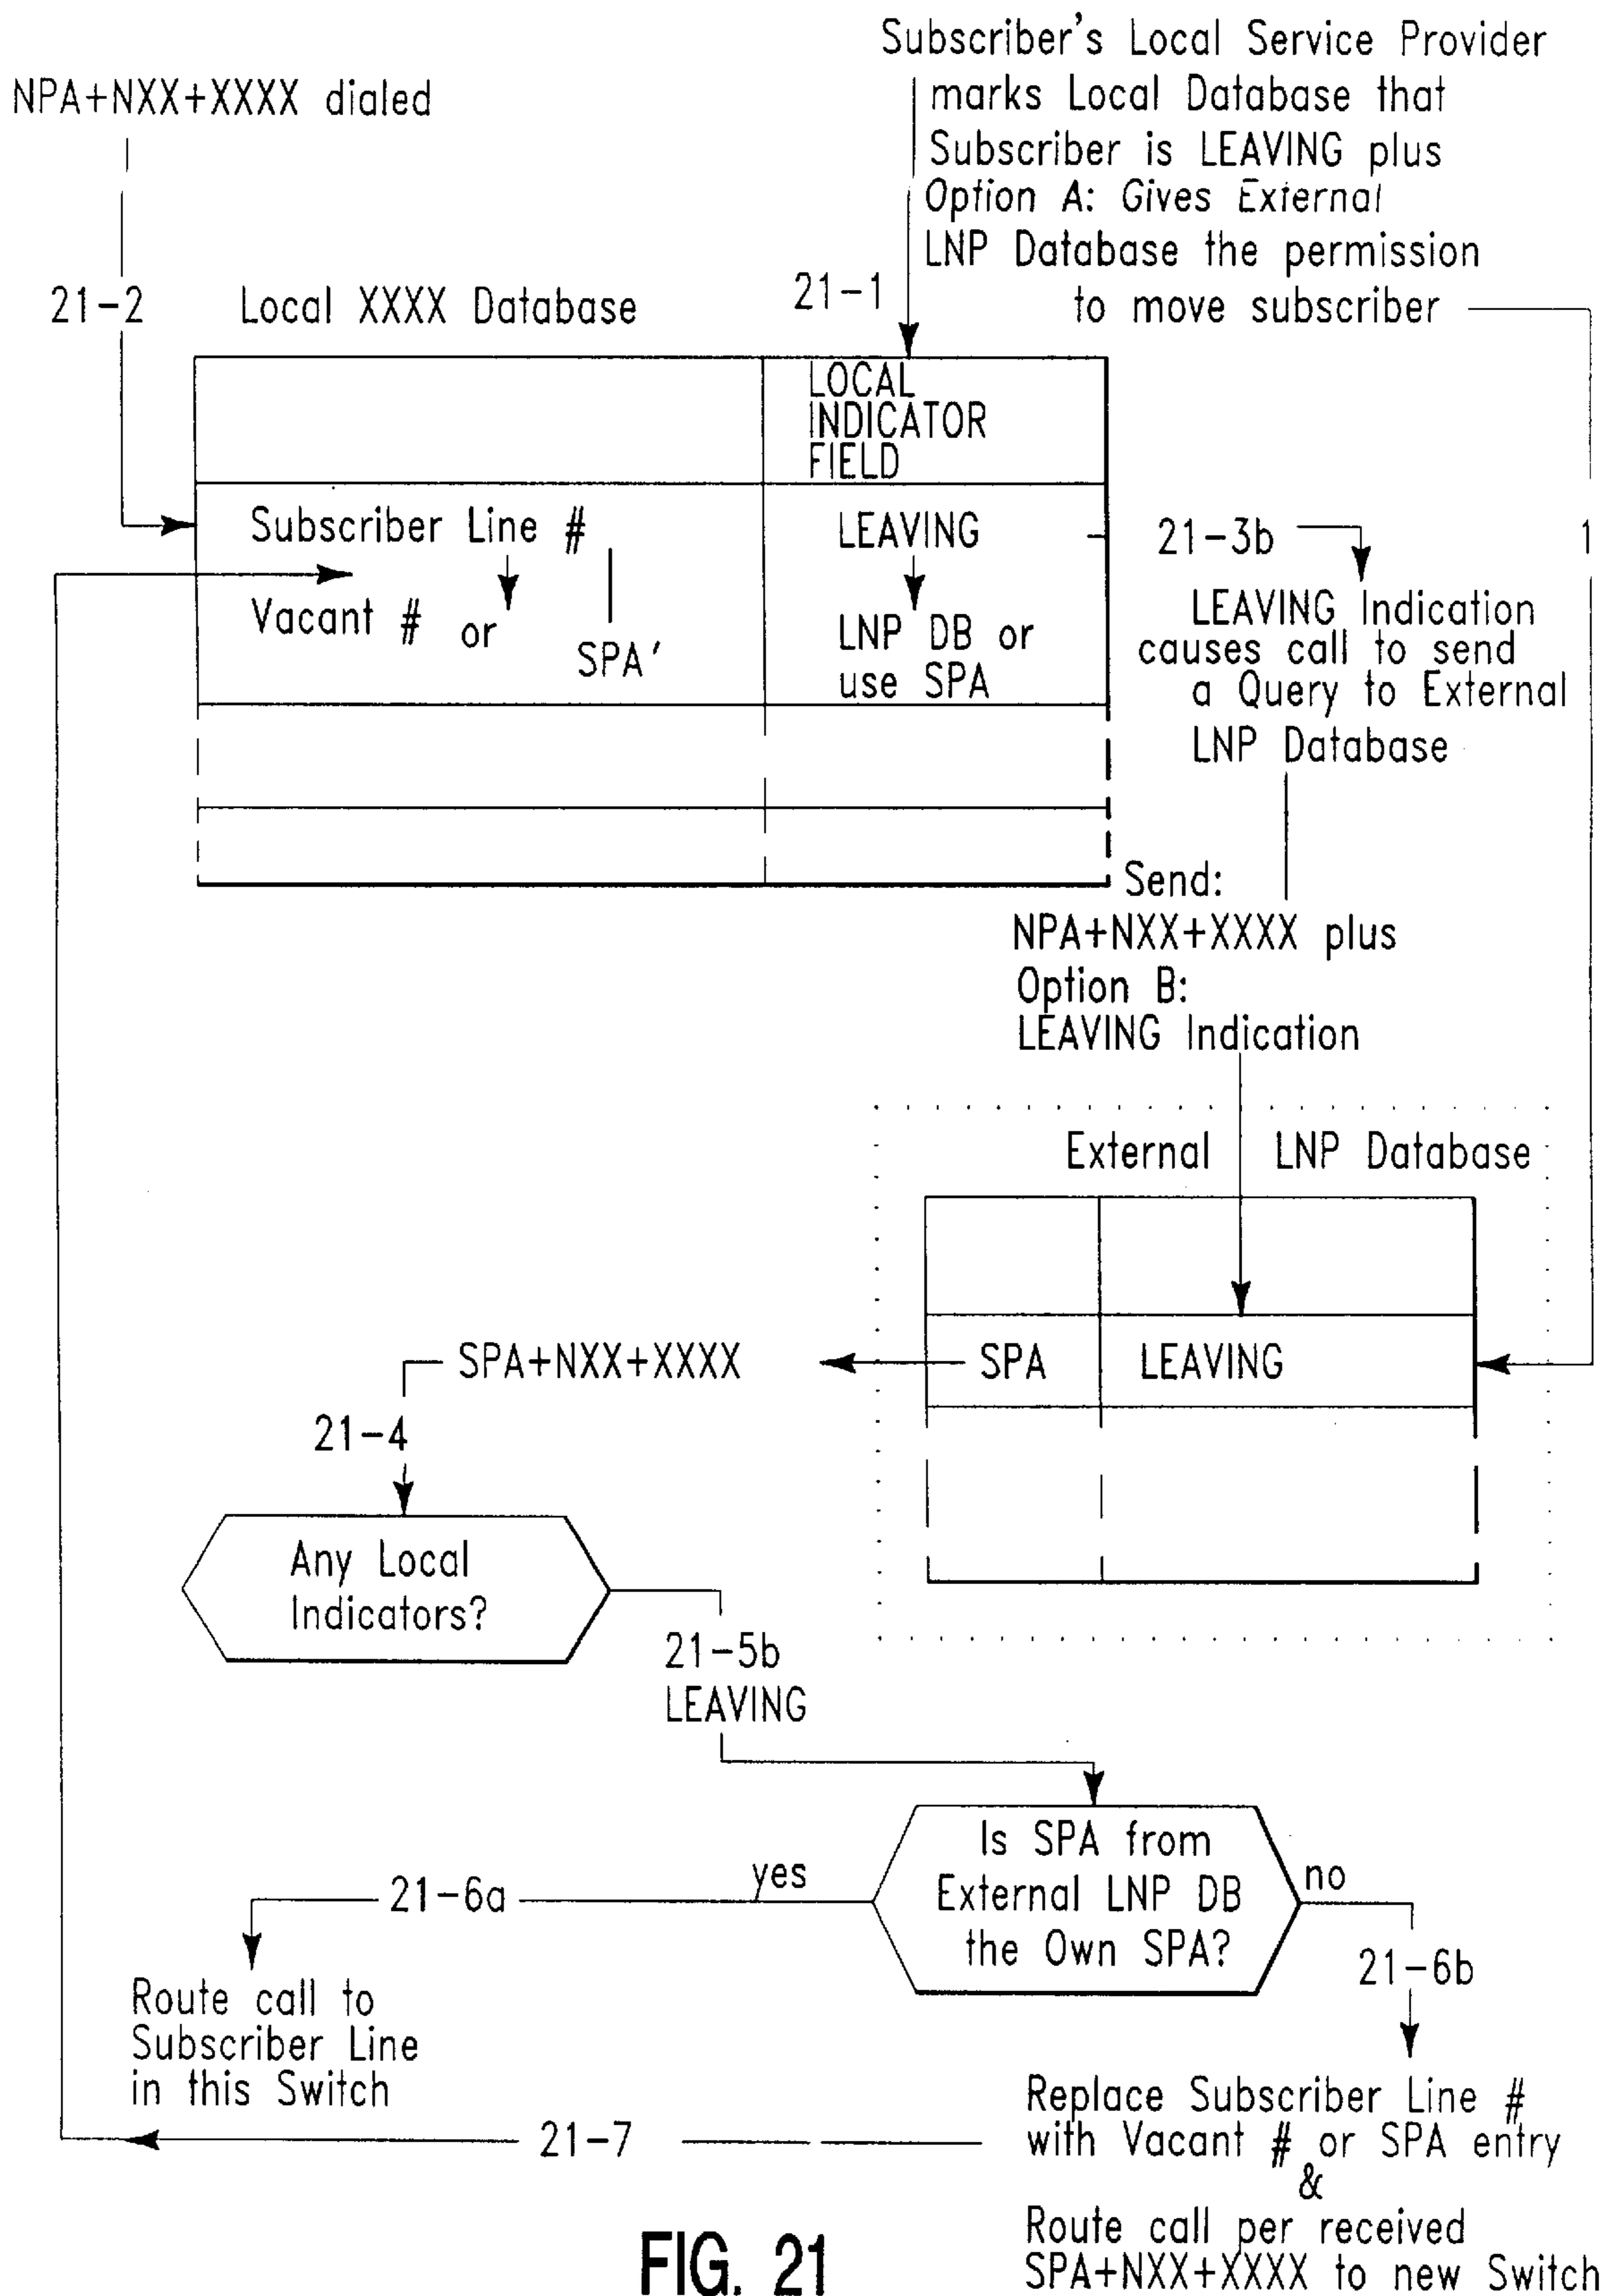 Subscriber's Local Service Provider
marks Local Database that
Subscriber is LEAVING plus
Option A: Gives External
LNP Database the permission
to move subscriber
NPA+NXX+XXXX dialed
21-2
Local XXXX Database
21-1
LOCAL
INDICATOR
FIELD
Subscriber Line #
LEAVING
Vacant # or
SPA'
LNP DB or
use SPA
21-3b
1
LEAVING Indication
causes call to send
a Query to External
LNP Database
Send:
NPA+NXX+XXXX plus
Option B:
LEAVING Indication
External LNP Database
SPA+NXX+XXXX
SPA
LEAVING
21-4
Any Local
Indicators?
21-5b
LEAVING
Is SPA from
External LNP DB
the Own SPA?
yes
no
21-6a
21-6b
Route call to
Subscriber Line
in this Switch
Replace Subscriber Line #
with Vacant # or SPA entry
&
Route call per received
SPA+NXX+XXXX to new Switch
21-7
FIG. 21